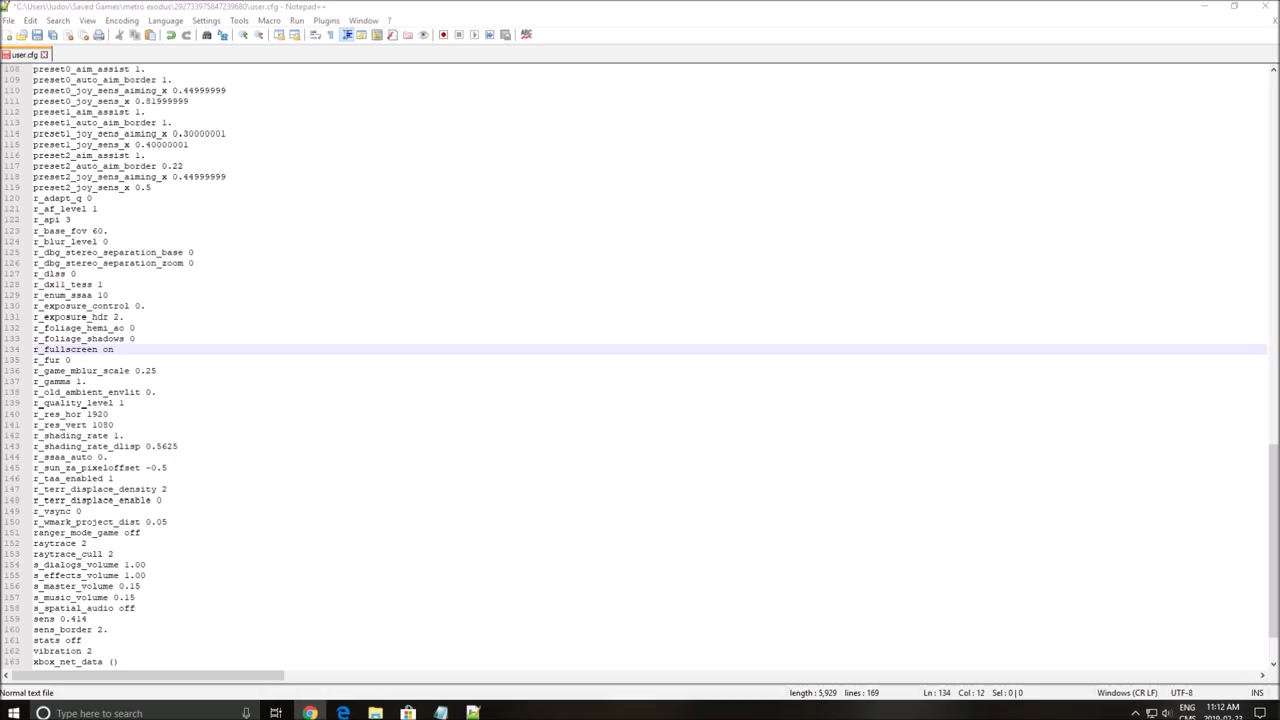 *C:\Users\ludov\Saved Games\metro exodus\292733975847239680\user.cfg - Notepad++
File Edit Search View Encoding Language Settings Tools Macro Run Plugins Window ?
user.cfg
108 preset0_aim_assist 1.
109 preset0_auto_aim_border 1.
110 preset0_joy_sens_aiming_x 0.44999999
111 preset0_joy_sens_x 0.81999999
112 preset1_aim_assist 1.
113 preset1_auto_aim_border 1.
114 preset1_joy_sens_aiming_x 0.30000001
115 preset1_joy_sens_x 0.40000001
116 preset2_aim_assist 1.
117 preset2_auto_aim_border 0.22
118 preset2_joy_sens_aiming_x 0.44999999
119 preset2_joy_sens_x 0.5
120 r_adapt_q 0
121 r_af_level 1
122 r_api 3
123 r_base_fov 60.
124 r_blur_level 0
125 r_dbg_stereo_separation_base 0
126 r_dbg_stereo_separation_zoom 0
127 r_dlss 0
128 r_dx11_tess 1
129 r_enum_ssaa 10
130 r_exposure_control 0.
131 r_exposure_hdr 2.
132 r_foliage_hemi_ao 0
133 r_foliage_shadows 0
134 r_fullscreen on
135 r_fur 0
136 r_game_mblur_scale 0.25
137 r_gamma 1.
138 r_old_ambient_envlit 0.
139 r_quality_level 1
140 r_res_hor 1920
141 r_res_vert 1080
142 r_shading_rate 1.
143 r_shading_rate_dlisp 0.5625
144 r_ssaa_auto 0.
145 r_sun_za_pixeloffset -0.5
146 r_taa_enabled 1
147 r_terr_displace_density 2
148 r_terr_displace_enable 0
149 r_vsync 0
150 r_wmark_project_dist 0.05
151 ranger_mode_game off
152 raytrace 2
153 raytrace_cull 2
154 s_dialogs_volume 1.00
155 s_effects_volume 1.00
156 s_master_volume 0.15
157 s_music_volume 0.15
158 s_spatial_audio off
159 sens 0.414
160 sens_border 2.
161 stats off
162 vibration 2
163 xbox_net_data ()
Normal text file length : 5,929 lines : 169 Ln : 134 Col : 12 Sel : 0 | 0 Windows (CR LF) UTF-8 INS
Type here to search
ENG 11:12 AM
CMS 2019-02-23